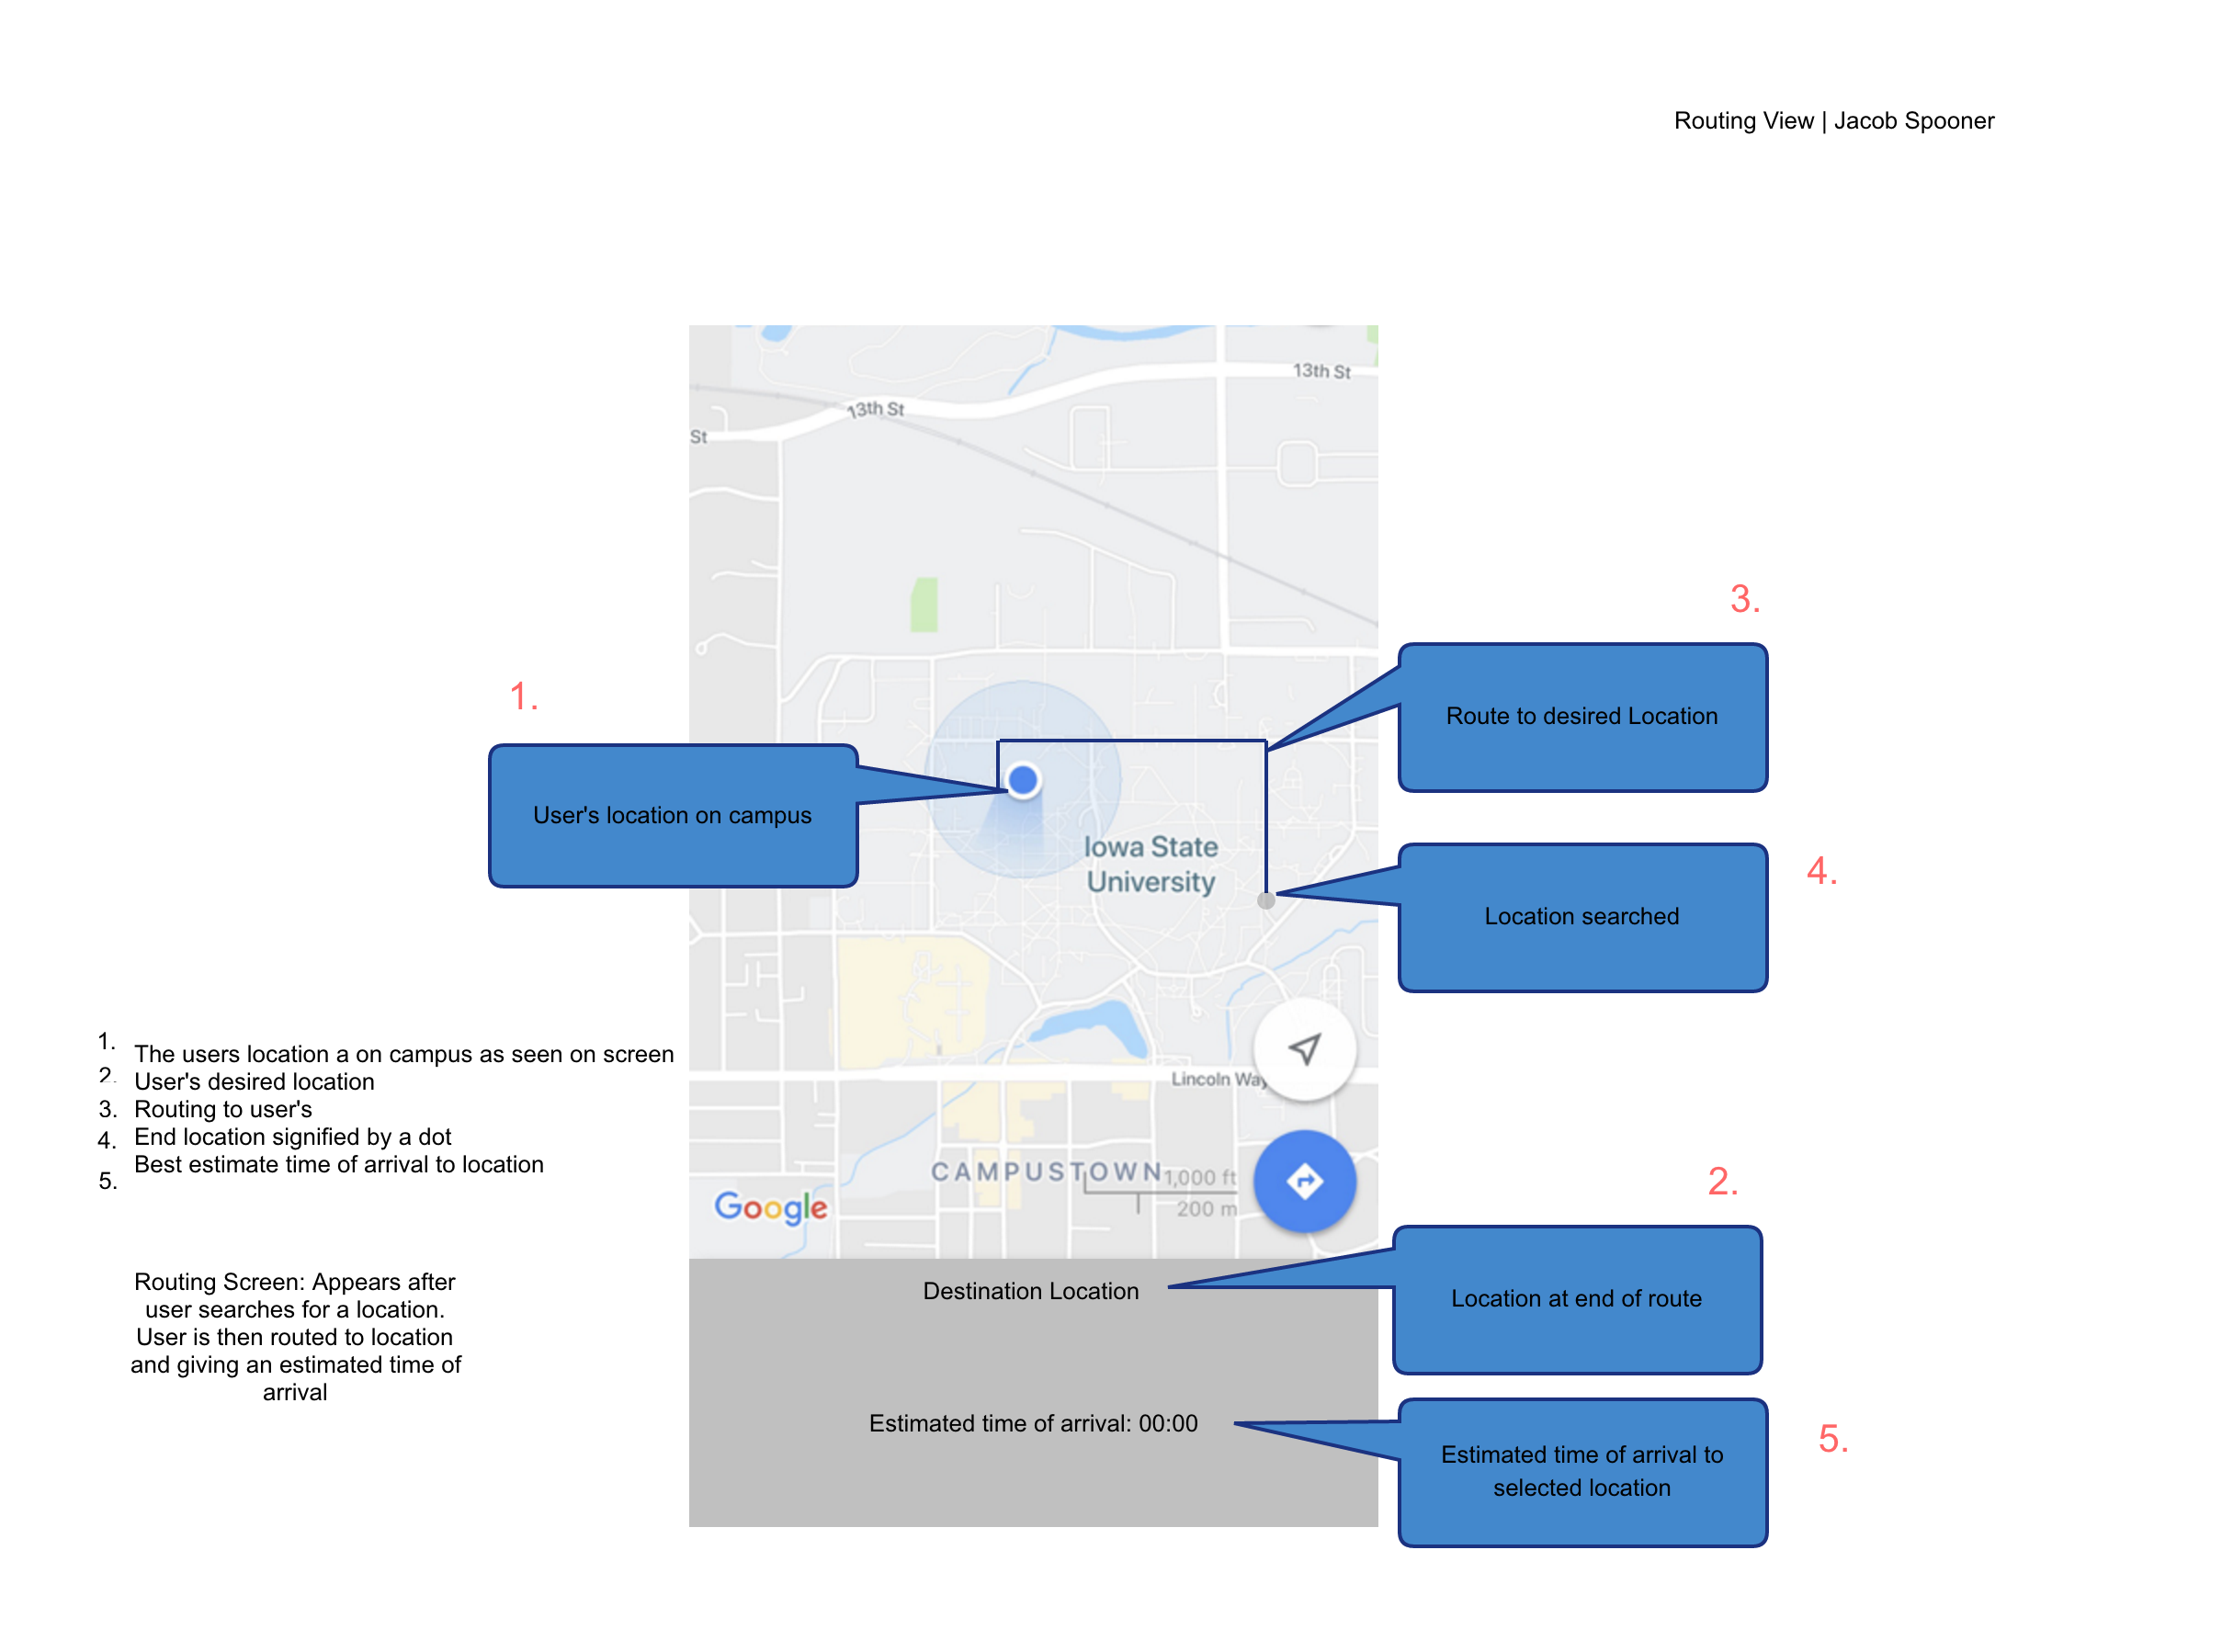 Routing View | Jacob Spooner
13th St
13th St
St
3.
Route to desired Location
1.
User's location on campus
Iowa State
University
4.
Location searched
1. The users location a on campus as seen on screen
2. User's desired location
3. Routing to user's
4. End location signified by a dot
5. Best estimate time of arrival to location
Lincoln Way
CAMPUSTOWN
1,000 ft
200 m
Google
2.
Location at end of route
Destination Location
Routing Screen: Appears after
user searches for a location.
User is then routed to location
and giving an estimated time of
arrival
Estimated time of arrival: 00:00
5.
Estimated time of arrival to
selected location